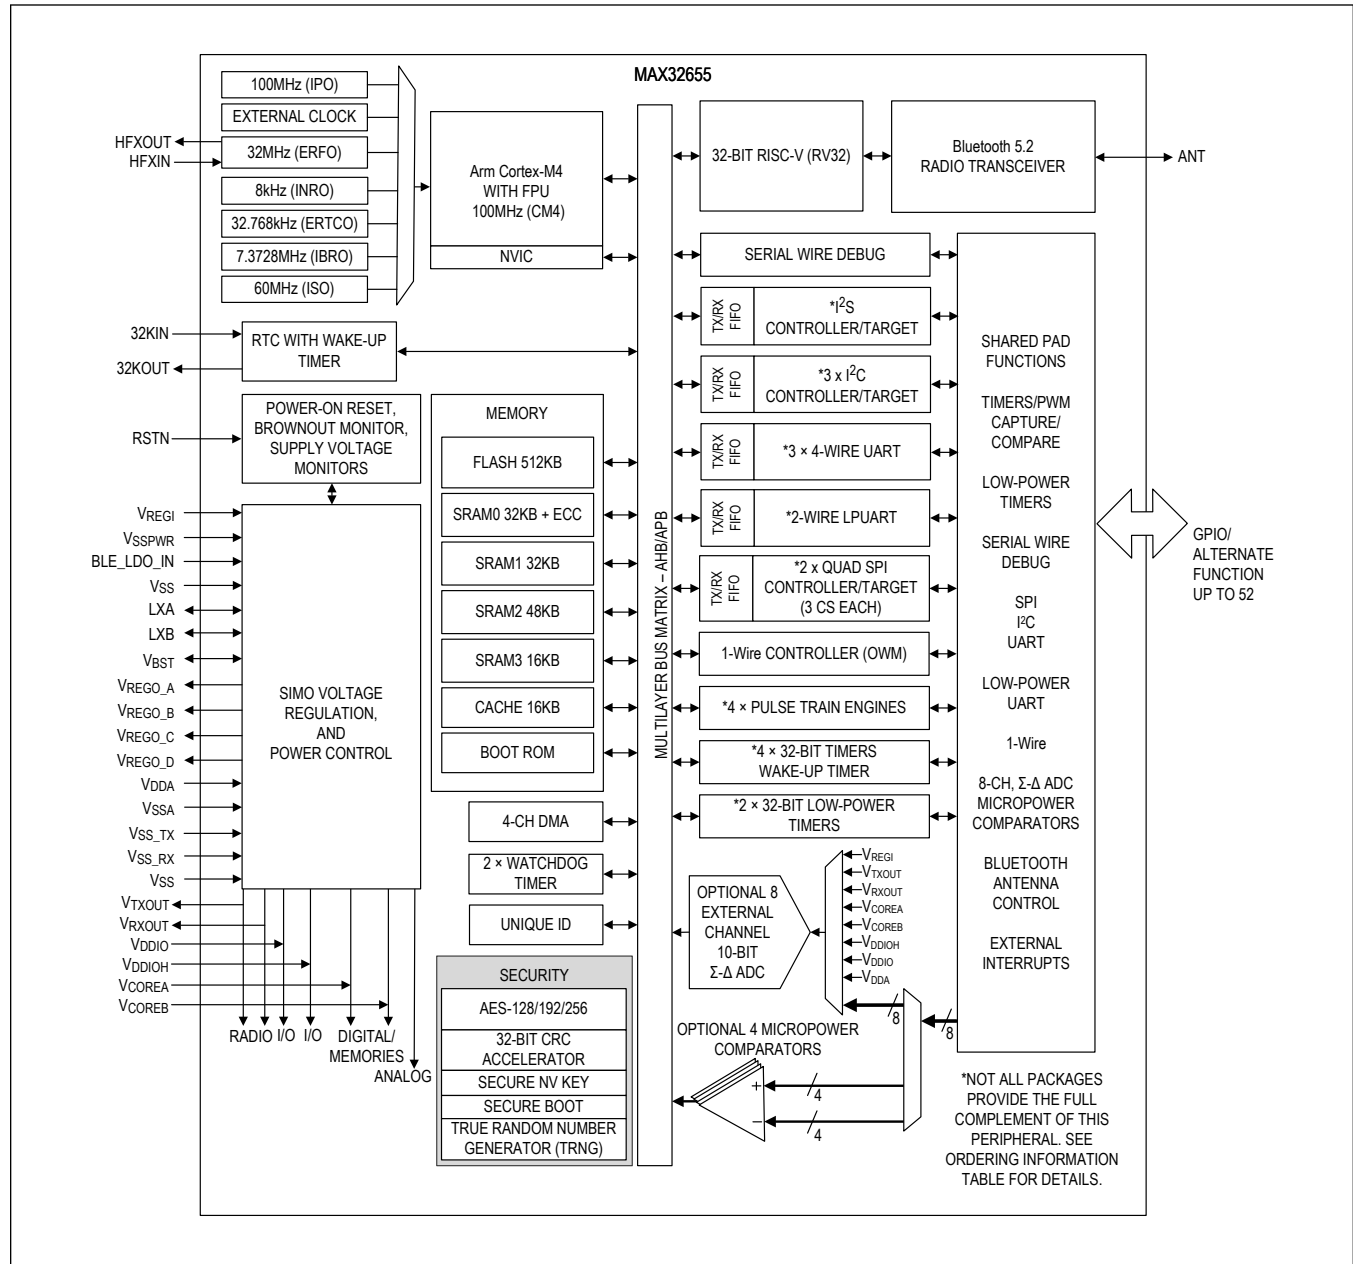 MAX32655
100MHz (IPO)
EXTERNAL CLOCK
HFXOUT
HFXIN
32MHz (ERFO)
8kHz (INRO)
32.768kHz (ERTCO)
7.3728MHz (IBRO)
60MHz (ISO)
Arm Cortex-M4
WITH FPU
100MHz (CM4)
NVIC
32KIN
32KOUT
RTC WITH WAKE-UP
TIMER
RSTN
POWER-ON RESET,
BROWNOUT MONITOR,
SUPPLY VOLTAGE
MONITORS
VREGI
VSSPWR
BLE_LDO_IN
VSS
LXA
LXB
VBST
VREGO_A
VREGO_B
VREGO_C
VREGO_D
VDDA
VSSA
VSS_TX
VSS_RX
VSS
VTXOUT
VRXOUT
VDDIO
VDDIOH
VCOREA
VCOREB
SIMO VOLTAGE
REGULATION,
AND
POWER CONTROL
RADIO
I/O
I/O
DIGITAL/
MEMORIES
ANALOG
MEMORY
FLASH 512KB
SRAM0 32KB + ECC
SRAM1 32KB
SRAM2 48KB
SRAM3 16KB
CACHE 16KB
BOOT ROM
4-CH DMA
2 × WATCHDOG
TIMER
UNIQUE ID
SECURITY
AES-128/192/256
32-BIT CRC
ACCELERATOR
SECURE NV KEY
SECURE BOOT
TRUE RANDOM NUMBER
GENERATOR (TRNG)
MULTILAYER BUS MATRIX – AHB/APB
32-BIT RISC-V (RV32)
Bluetooth 5.2
RADIO TRANSCEIVER
ANT
SERIAL WIRE DEBUG
TX/RX
FIFO
*I2S
CONTROLLER/TARGET
TX/RX
FIFO
*3 x I2C
CONTROLLER/TARGET
TX/RX
FIFO
*3 × 4-WIRE UART
TX/RX
FIFO
*2-WIRE LPUART
TX/RX
FIFO
*2 x QUAD SPI
CONTROLLER/TARGET
(3 CS EACH)
1-Wire CONTROLLER (OWM)
*4 × PULSE TRAIN ENGINES
*4 × 32-BIT TIMERS
WAKE-UP TIMER
*2 × 32-BIT LOW-POWER
TIMERS
OPTIONAL 8
EXTERNAL
CHANNEL
10-BIT
Σ-Δ ADC
VREGI
VTXOUT
VRXOUT
VCOREA
VCOREB
VDDIOH
VDDIO
VDDA
8
8
OPTIONAL 4 MICROPOWER
COMPARATORS
+
4
−
4
SHARED PAD
FUNCTIONS
TIMERS/PWM
CAPTURE/
COMPARE
LOW-POWER
TIMERS
SERIAL WIRE
DEBUG
SPI
I²C
UART
LOW-POWER
UART
1-Wire
8-CH, Σ-Δ ADC
MICROPOWER
COMPARATORS
BLUETOOTH
ANTENNA
CONTROL
EXTERNAL
INTERRUPTS
GPIO/
ALTERNATE
FUNCTION
UP TO 52
*NOT ALL PACKAGES
PROVIDE THE FULL
COMPLEMENT OF THIS
PERIPHERAL. SEE
ORDERING INFORMATION
TABLE FOR DETAILS.